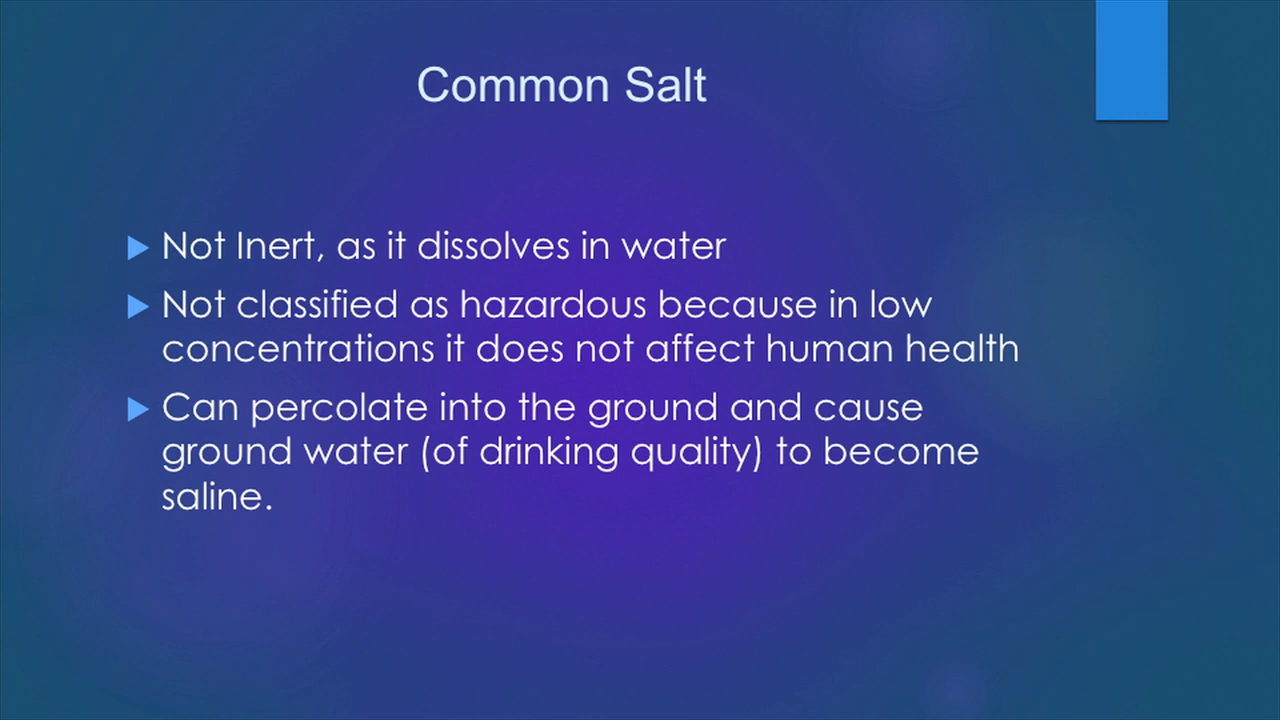 Common Salt
Not Inert, as it dissolves in water
Not classified as hazardous because in low
concentrations it does not affect human health
Can percolate into the ground and cause
ground water (of drinking quality) to become
saline.